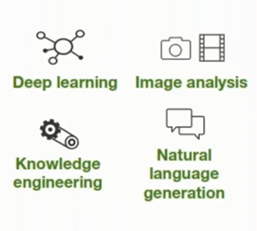 Deep learning
Image analysis
Knowledge
engineering
Natural
language
generation